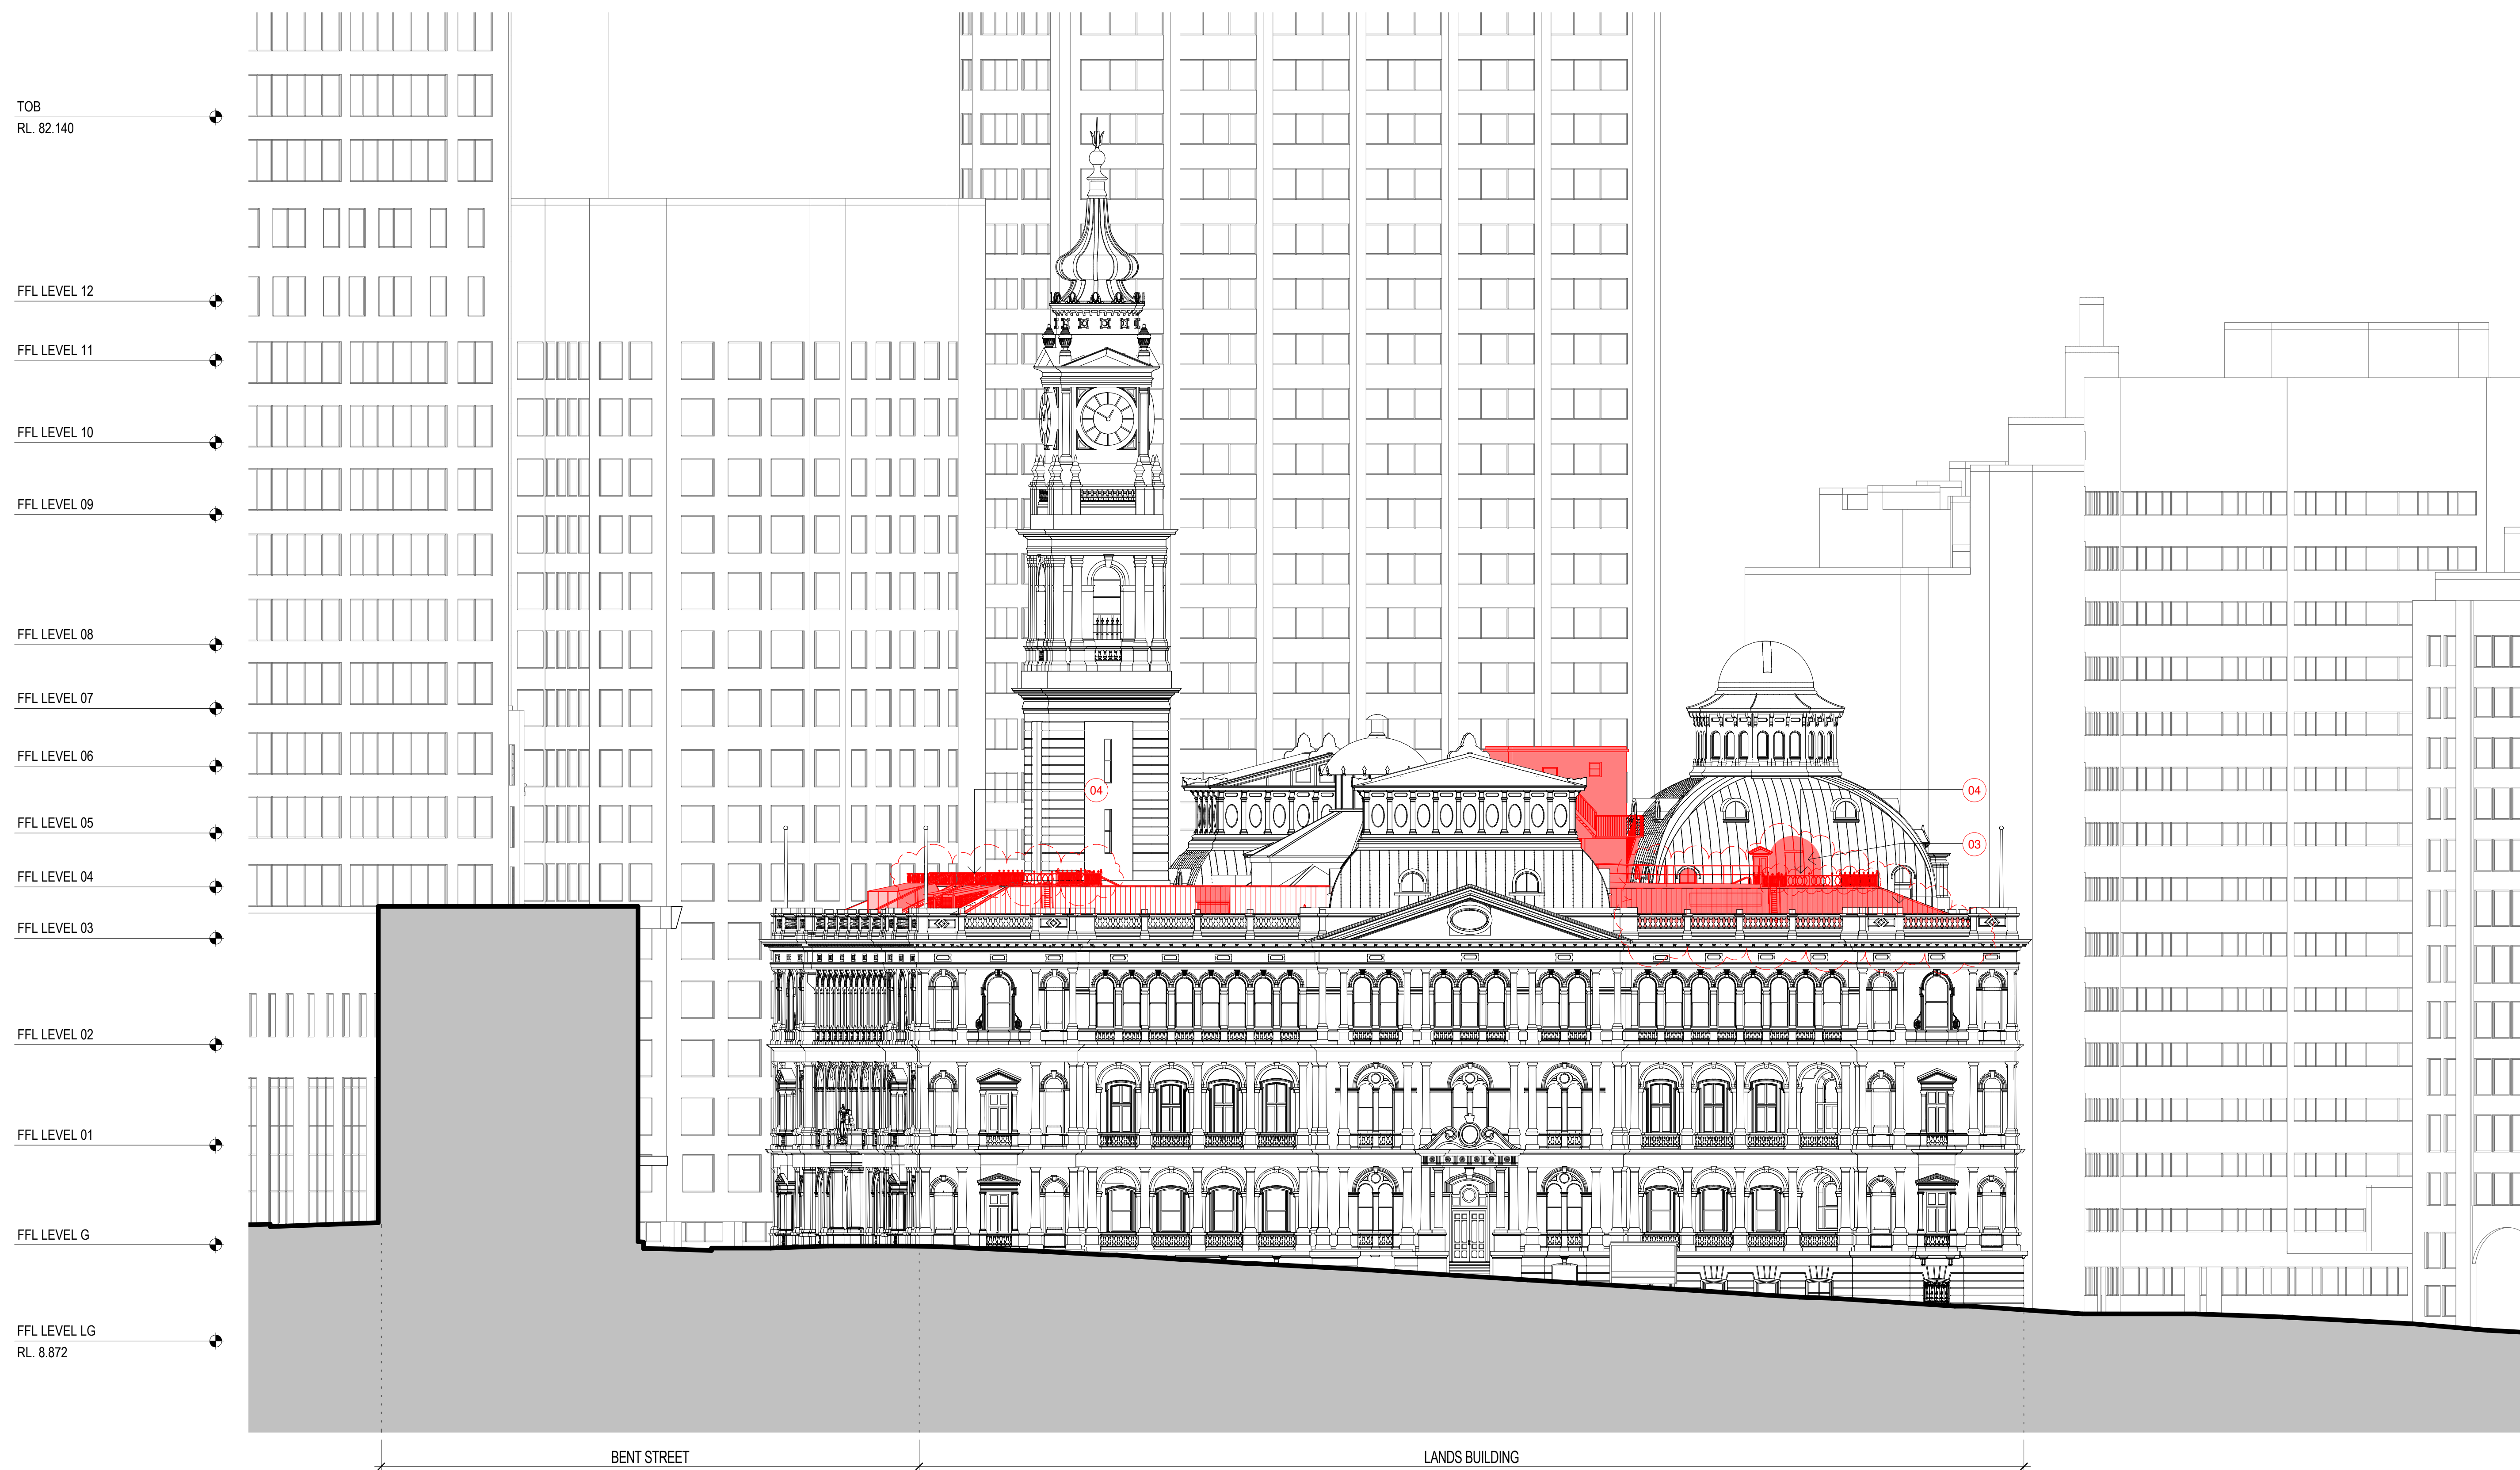 TOB
RL. 82.140
FFL LEVEL 12
FFL LEVEL 11
FFL LEVEL 10
FFL LEVEL 09
FFL LEVEL 08
FFL LEVEL 07
FFL LEVEL 06
04
04
FFL LEVEL 05
03
FFL LEVEL 04
FFL LEVEL 03
FFL LEVEL 02
FFL LEVEL 01
FFL LEVEL G
FFL LEVEL LG
RL. 8.872
BENT STREET
LANDS BUILDING